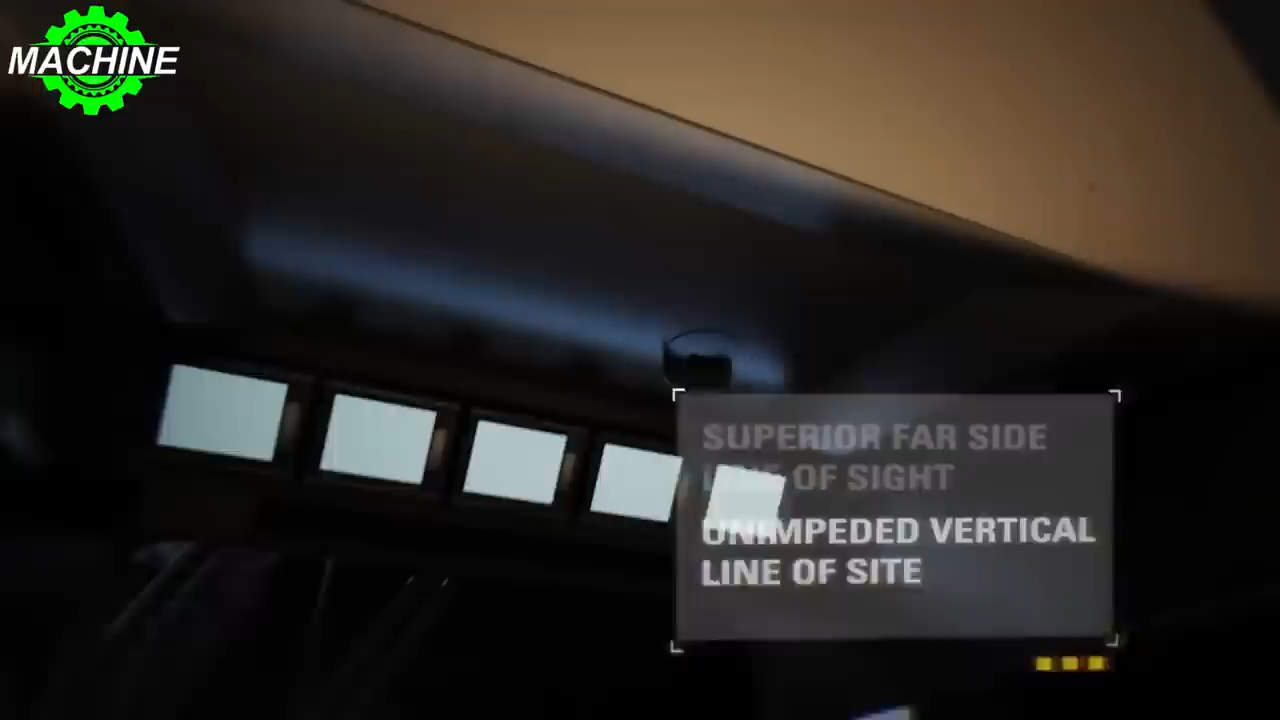 MACHINE
SUPERIOR FAR SIDE
LINE OF SIGHT
UNIMPEDED VERTICAL
LINE OF SITE